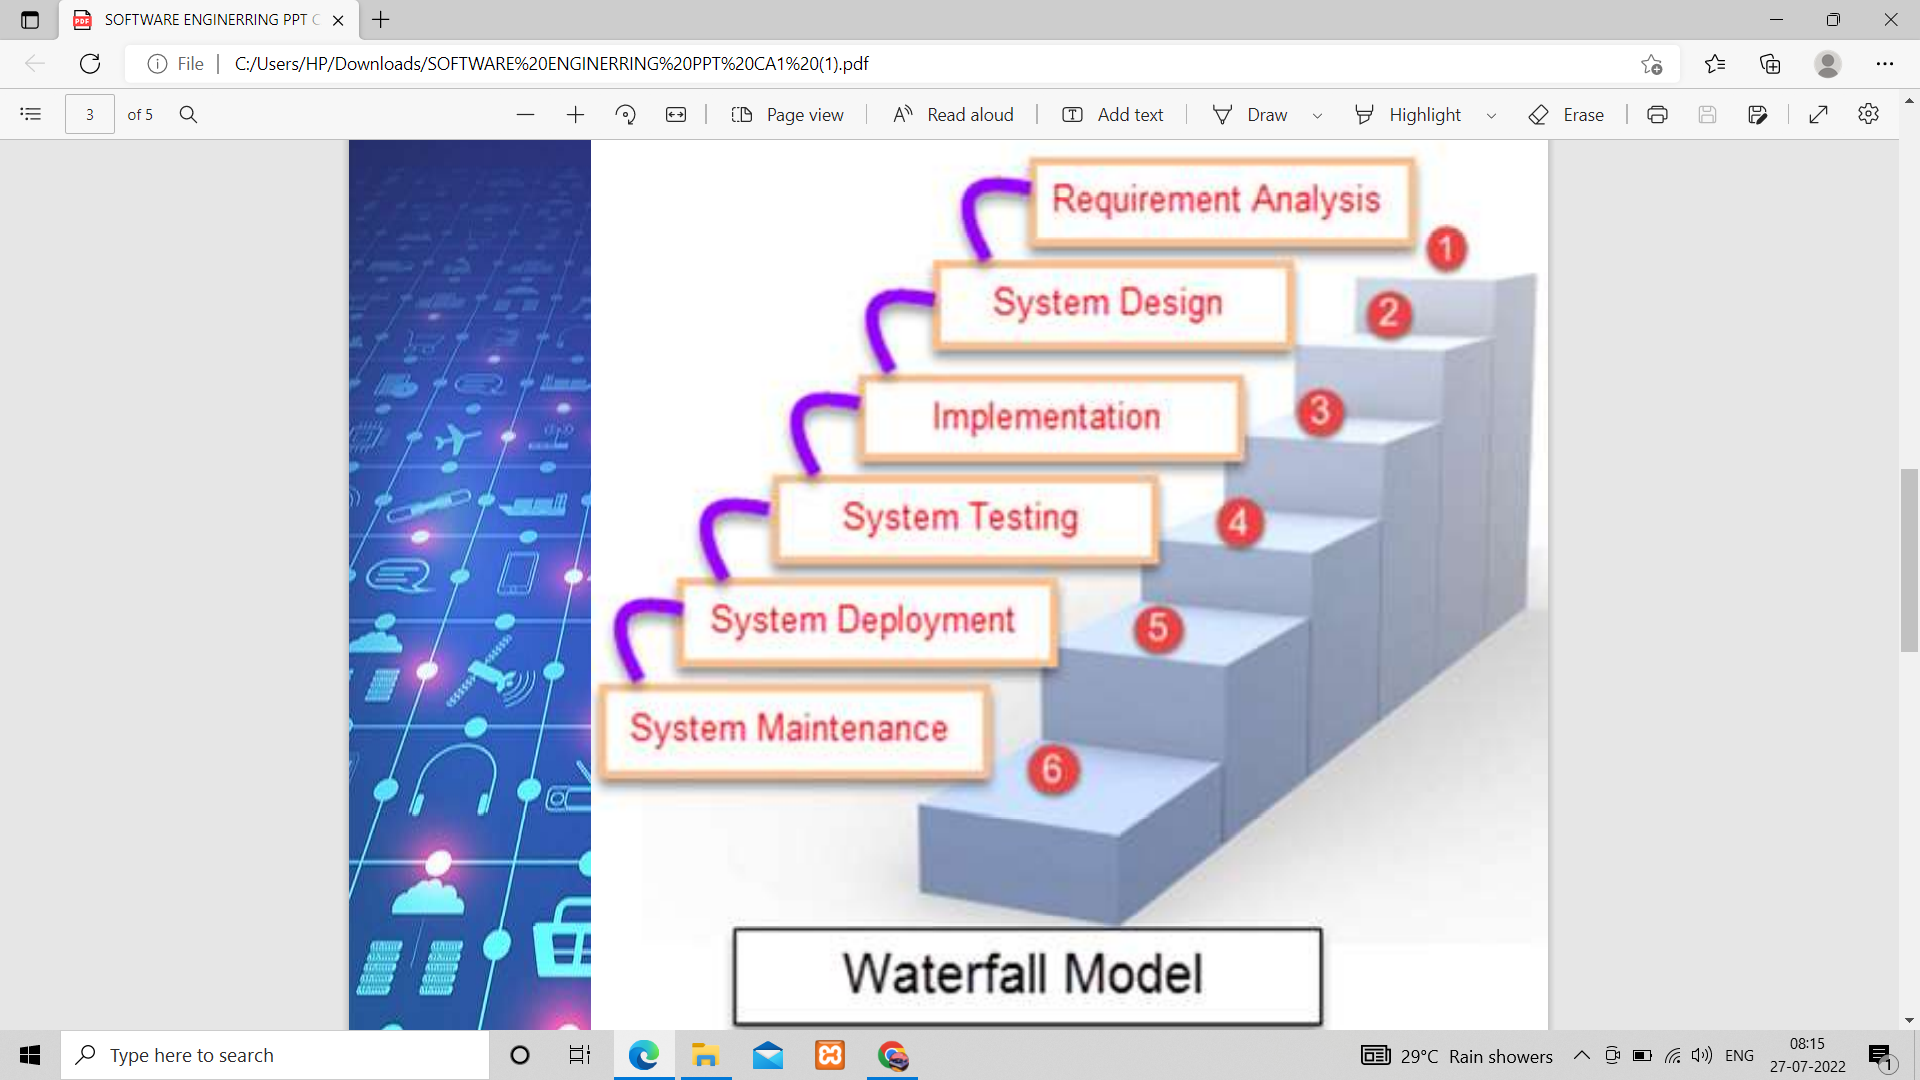 SOFTWARE ENGINERRING PPT C
File
C:/Users/HP/Downloads/SOFTWARE%20ENGINERRING%20PPT%20CA1%20(1).pdf
3 of 5
Page view
Read aloud
Add text
Draw
Highlight
Erase
Requirement Analysis
1
System Design
2
Implementation
3
System Testing
4
System Deployment
5
System Maintenance
6
Waterfall Model
Type here to search
29°C Rain showers
ENG
08:15
27-07-2022
1